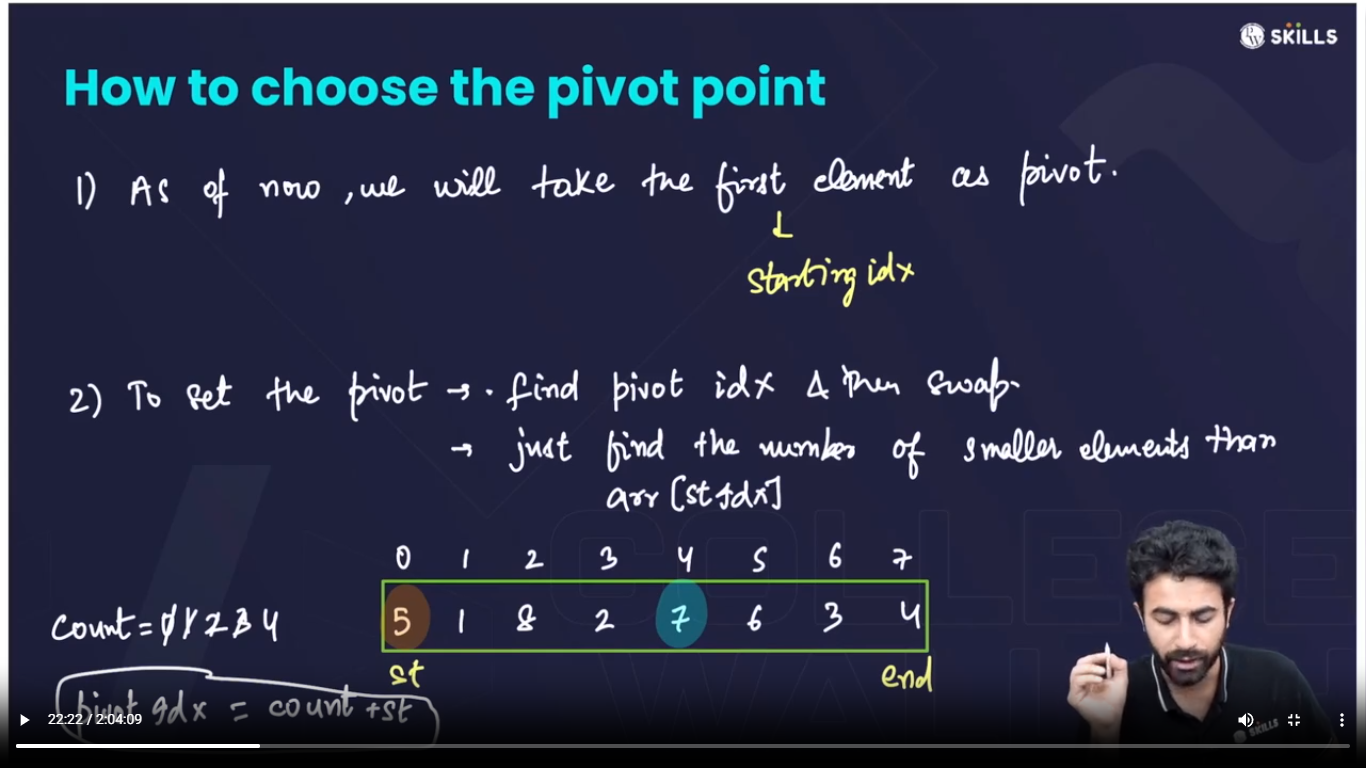 PW SKILLS
How to choose the pivot point
1) As of now, we will take the first element as pivot.
starting idx
2) To set the pivot → . find pivot idx & then swap.
→ just find the number of smaller elements than
arr[st idx]
0 1 2 3 4 5 6 7
5 1 8 2 7 6 3 4
count = 0 1 2 3 4
st end
pivot idx = count + st
22:22 / 2:04:09
SKILLS